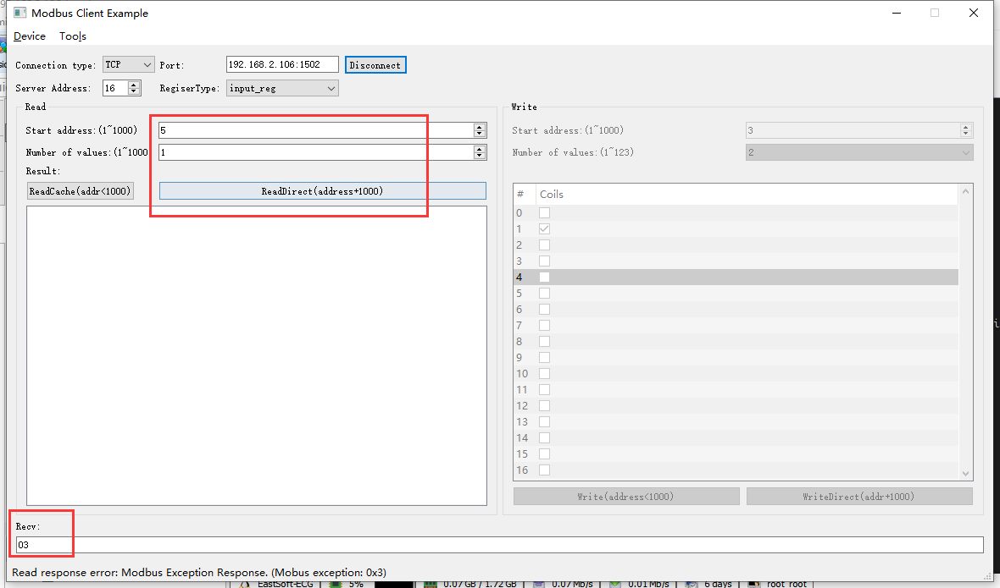 Modbus Client Example
Device Tools
Connection type: TCP Port: 192.168.2.106:1502 Disconnect
Server Address: 16 RegiserType: input_reg
Read
Start address:(1~1000) 5
Number of values:(1~1000 1
Result:
ReadCache(addr<1000) ReadDirect(address+1000)
Write
Start address:(1~1000) 3
Number of values:(1~123) 2
# Coils
0
1
2
3
4
5
6
7
8
9
10
11
12
13
14
15
16
Write(address<1000) WriteDirect(addr+1000)
Recv:
03
Read response error: Modbus Exception Response. (Mobus exception: 0x3)
EastSoft-ECG 5% 0.07 GB / 1.72 GB 0.07 Mb/s 0.01 Mb/s 6 days root root